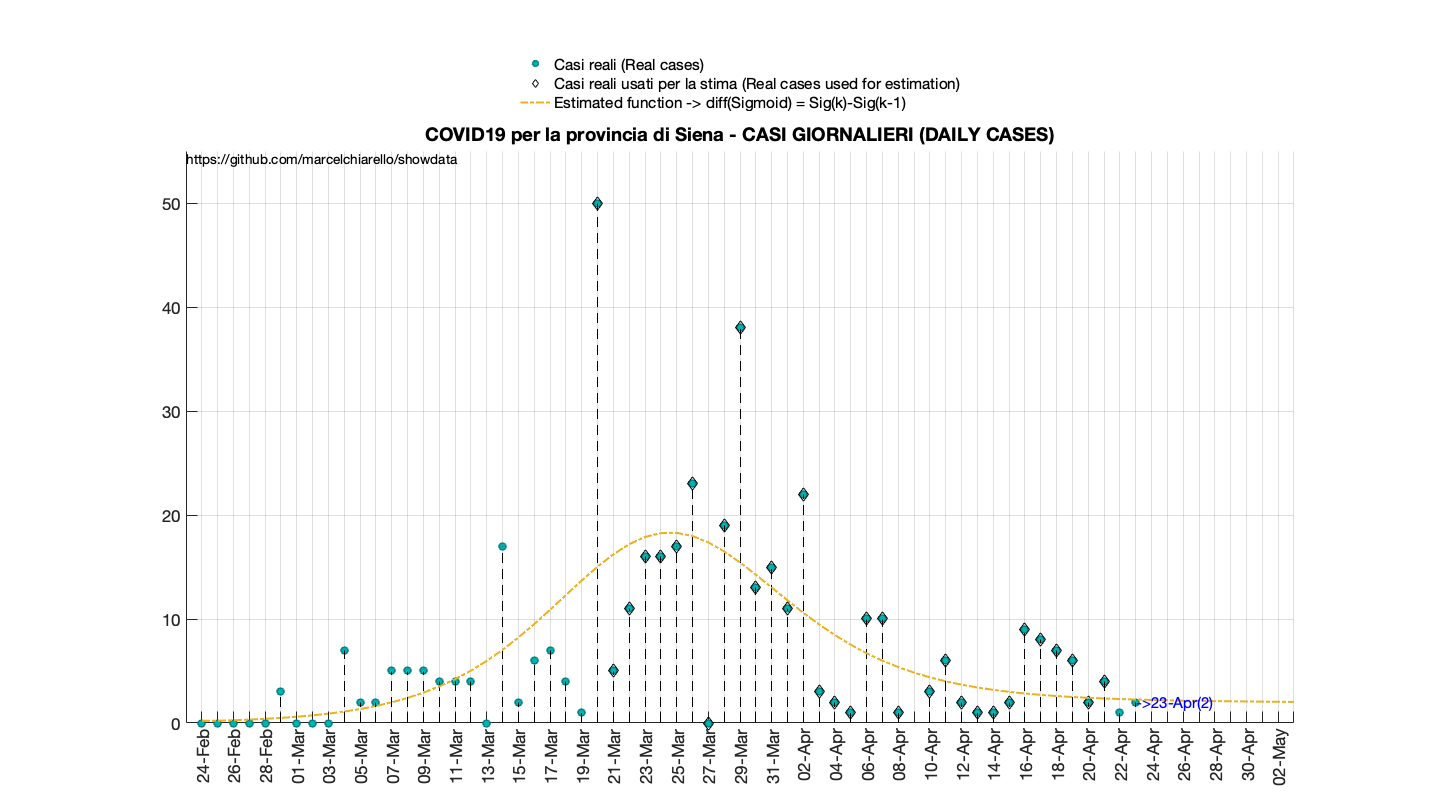 Casi reali (Real cases)
Casi reali usati per la stima (Real cases used for estimation)
Estimated function -> diff(Sigmoid) = Sig(k)-Sig(k-1)
COVID19 per la provincia di Siena - CASI GIORNALIERI (DAILY CASES)
https://github.com/marcelchiarello/showdata
50
40
30
20
10
0
->23-Apr(2)
24-Feb
26-Feb
28-Feb
01-Mar
03-Mar
05-Mar
07-Mar
09-Mar
11-Mar
13-Mar
15-Mar
17-Mar
19-Mar
21-Mar
23-Mar
25-Mar
27-Mar
29-Mar
31-Mar
02-Apr
04-Apr
06-Apr
08-Apr
10-Apr
12-Apr
14-Apr
16-Apr
18-Apr
20-Apr
22-Apr
24-Apr
26-Apr
28-Apr
30-Apr
02-May